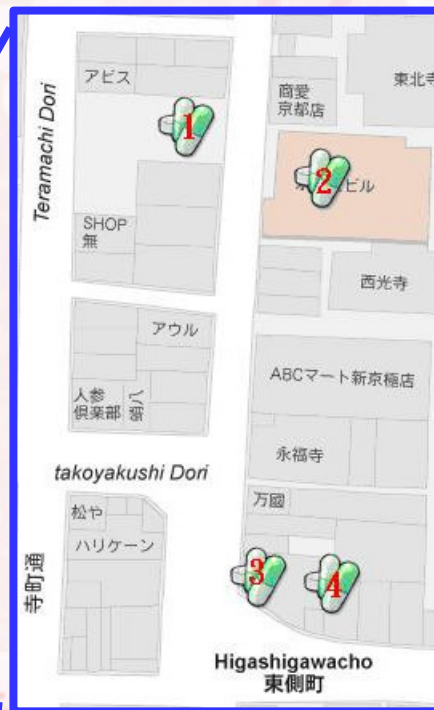 アビス
東北寺
商愛
京都店
Teramachi Dori
1
2
ビル
SHOP
無
西光寺
アウル
ABCマート新京極店
人参
倶楽部
takoyakushi Dori
永福寺
万國
松や
ハリケーン
寺町通
3
4
Higashigawacho
東側町